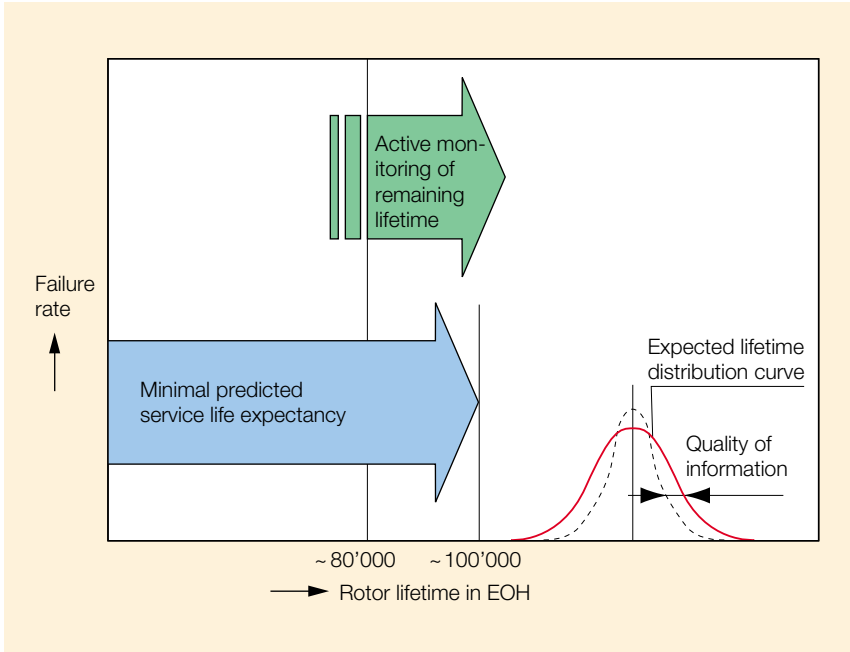 Active mon-
itoring of
remaining
lifetime
Failure
rate
Minimal predicted
service life expectancy
Expected lifetime
distribution curve
Quality of
information
~80'000
~100'000
Rotor lifetime in EOH